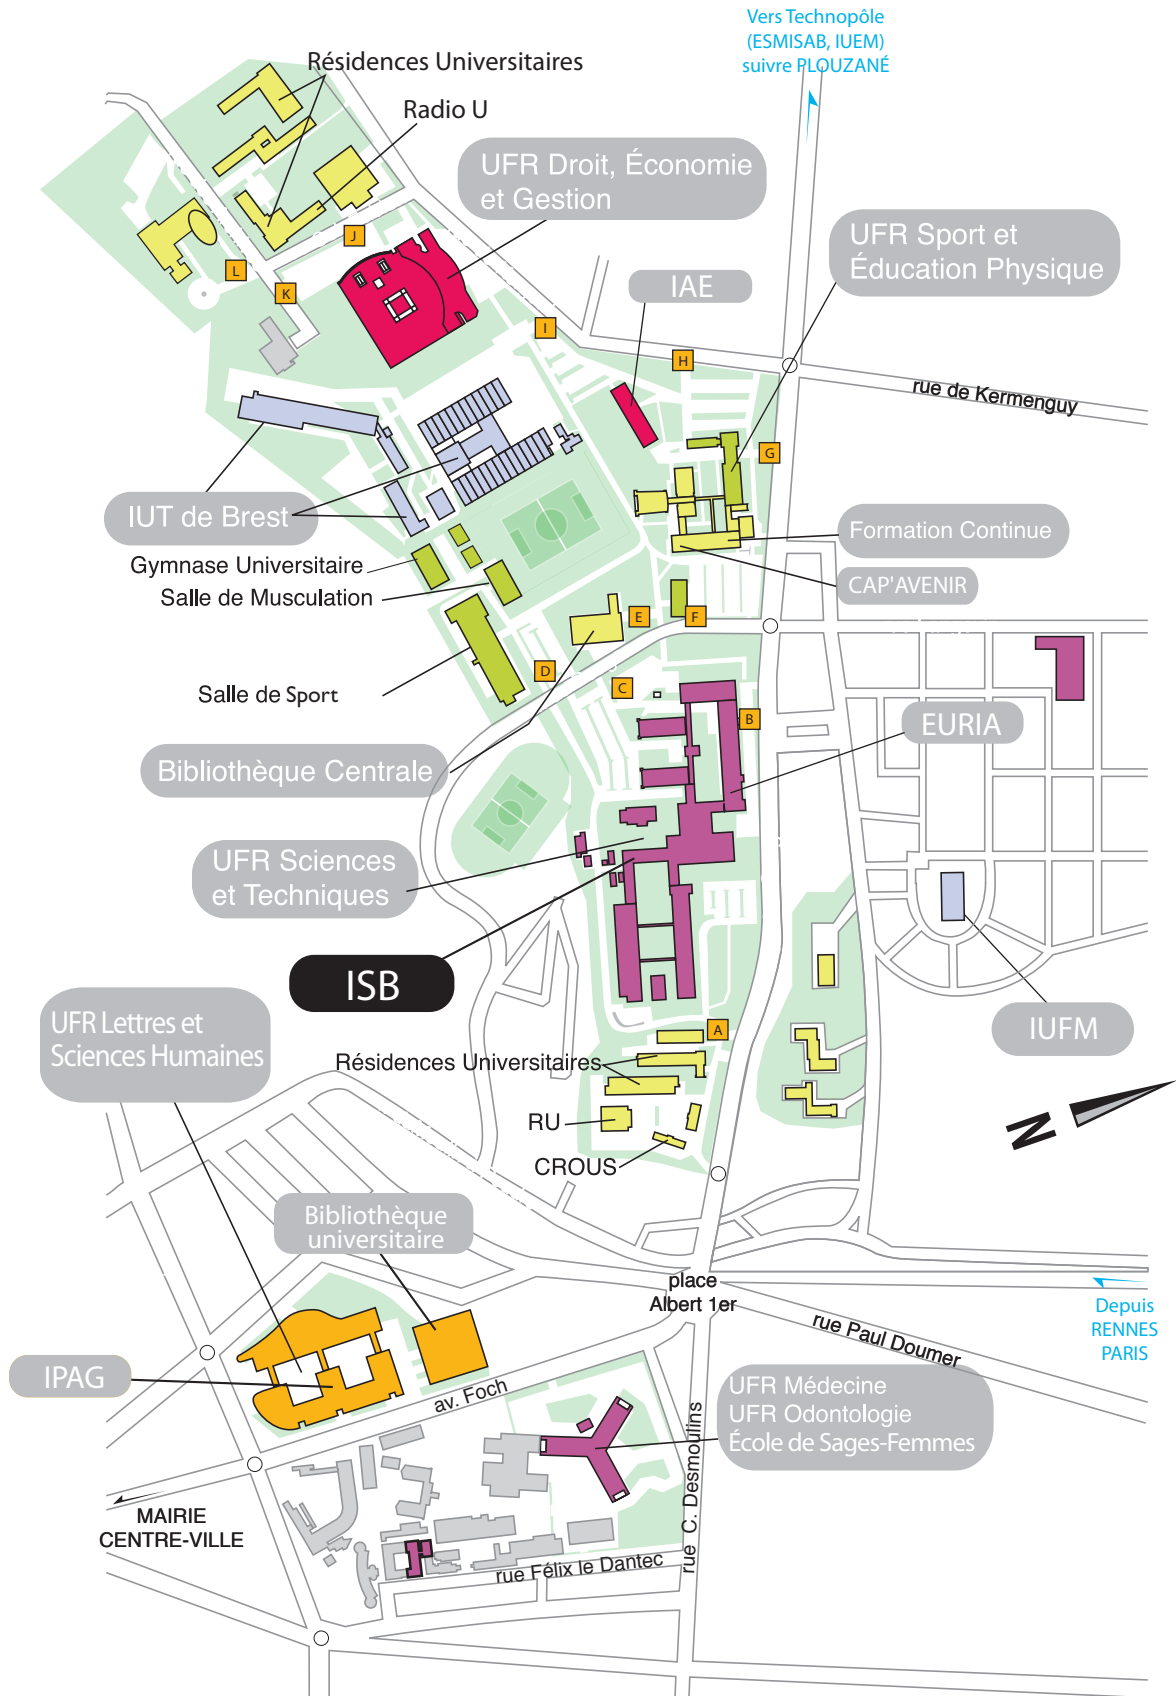 Vers Technopôle
(ESMISAB, IUEM)
suivre PLOUZANÉ
Résidences Universitaires
Radio U
UFR Droit, Économie
et Gestion
UFR Sport et
Éducation Physique
IAE
J
L
K
I
H
rue de Kermenguy
G
IUT de Brest
Formation Continue
Gymnase Universitaire
CAP'AVENIR
Salle de Musculation
E
F
D
C
Salle de Sport
B
EURIA
Bibliothèque Centrale
UFR Sciences
et Techniques
ISB
UFR Lettres et
Sciences Humaines
IUFM
A
Résidences Universitaires
RU
CROUS
N
Bibliothèque
universitaire
place
Albert 1er
rue Paul Doumer
Depuis
RENNES
PARIS
IPAG
av. Foch
UFR Médecine
UFR Odontologie
École de Sages-Femmes
rue C. Desmoulins
MAIRIE
CENTRE-VILLE
rue Félix le Dantec